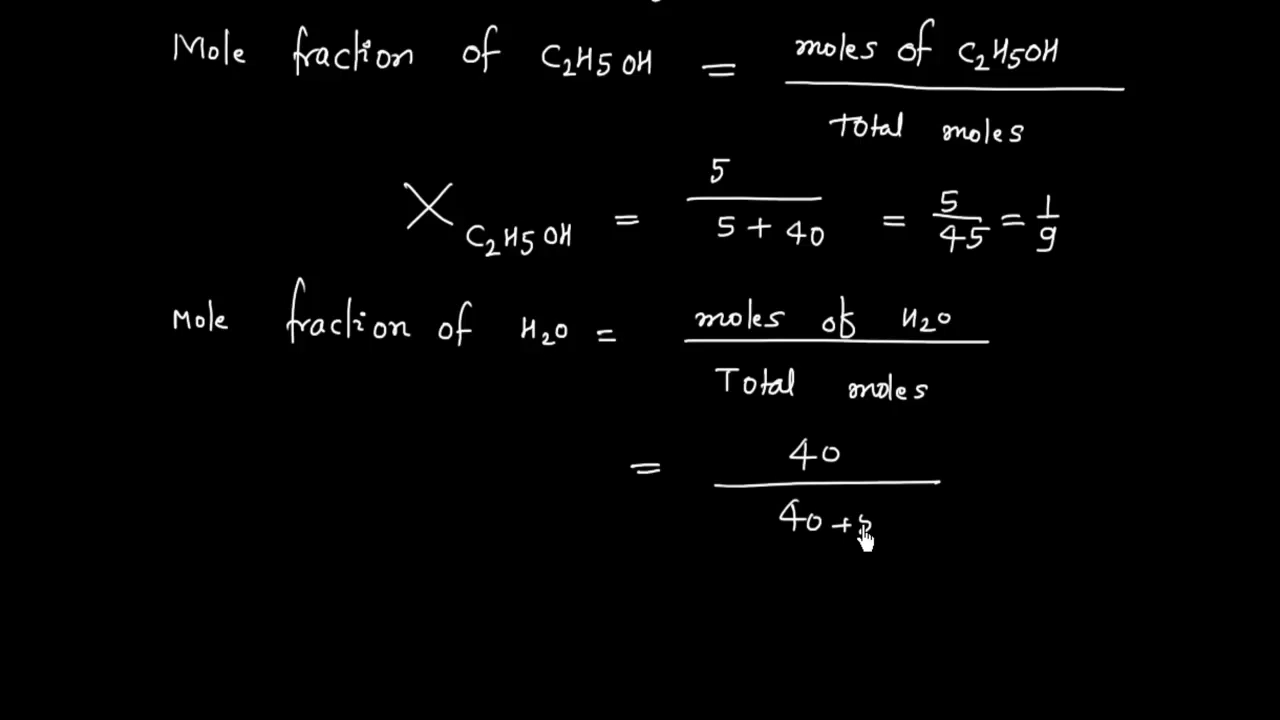 Mole fraction of C2H5OH = moles of C2H5OH
Total moles
X C2H5OH = 5 / 5 + 40 = 5/45 = 1/9
Mole fraction of H2O = moles of H2O
Total moles
= 40
40 +